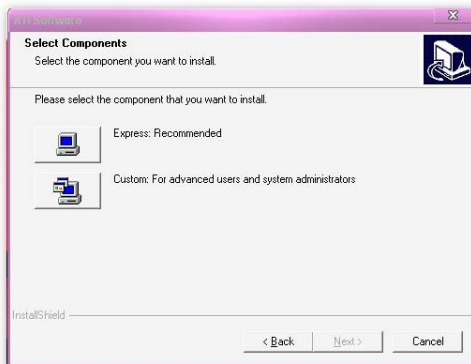 ATI Software
Select Components
Select the component you want to install.
Please select the component that you want to install.
Express: Recommended
Custom: For advanced users and system administrators
InstallShield
< Back
Next >
Cancel